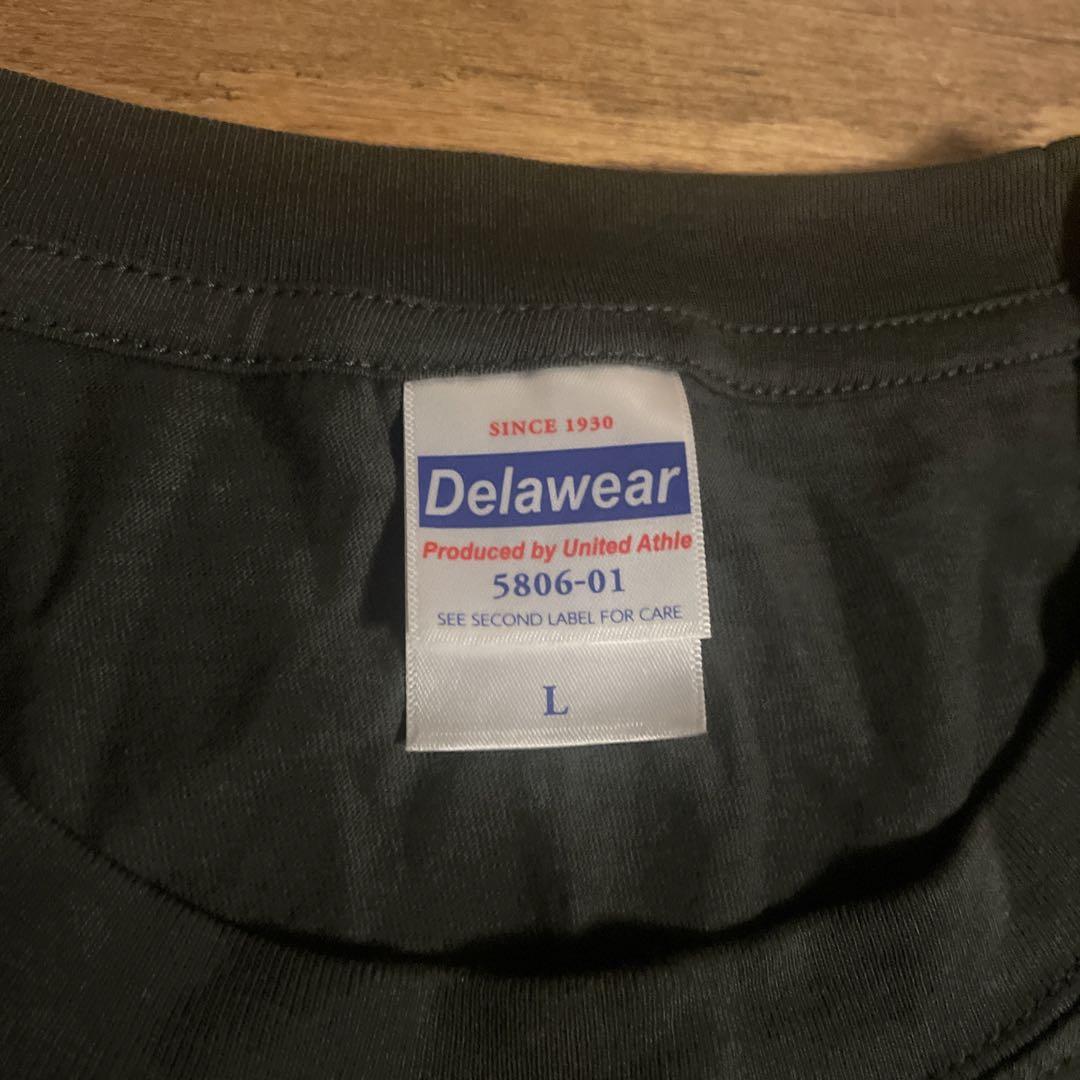 SINCE 1930
Delawear
Produced by United Athle
5806-01
SEE SECOND LABEL FOR CARE
L